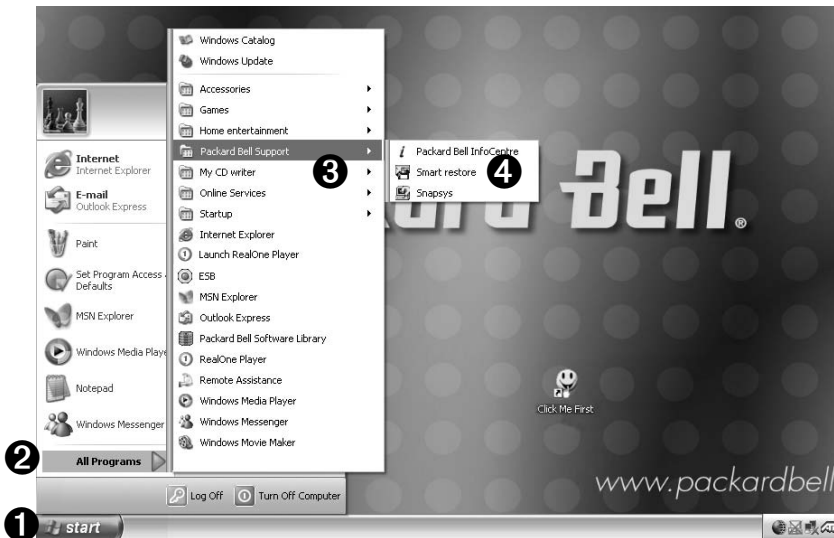 Windows Catalog
Windows Update
Accessories
Games
Home entertainment
Packard Bell Support
My CD writer
Online Services
Startup
Internet Explorer
Launch RealOne Player
ESB
MSN Explorer
Outlook Express
Packard Bell Software Library
RealOne Player
Remote Assistance
Windows Media Player
Windows Messenger
Windows Movie Maker
3
Packard Bell InfoCentre
Smart restore
Snapsys
4
Internet
Internet Explorer
E-mail
Outlook Express
Paint
Set Program Access
Defaults
MSN Explorer
Windows Media Playe
Notepad
Windows Messenger
2
All Programs
Log Off
Turn Off Computer
1
start
Bell
®
Click Me First
www.packardbell